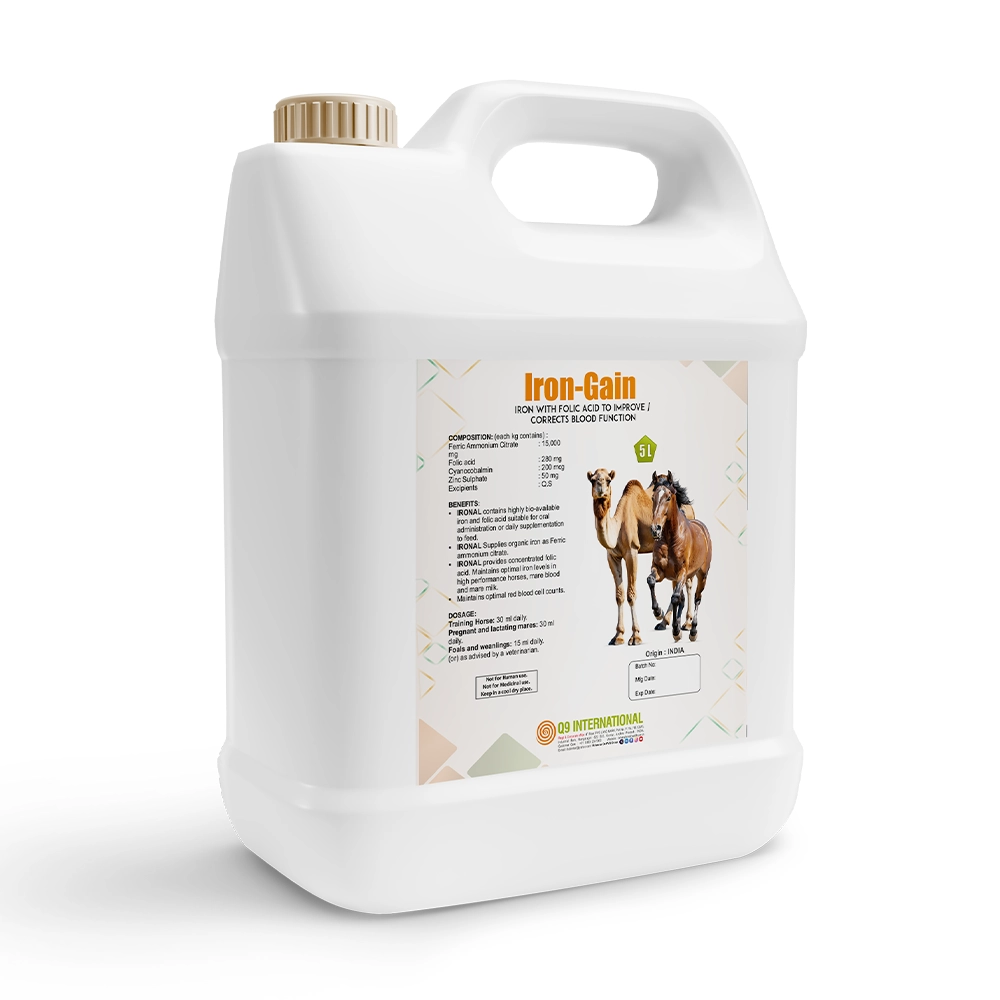 Iron-Gain
IRON WITH FOLIC ACID TO IMPROVE /
CORRECTS BLOOD FUNCTION
COMPOSITION: (each kg contains) :
Ferric Ammonium Citrate : 15,000
mg
Folic acid : 280 mg
Cyanocobalmin : 200 mcg
Zinc Sulphate : 50 mg
Excipients : Q.S
5 L
BENEFITS:
• IRONAL contains highly bio-available
iron and folic acid suitable for oral
administration or daily supplementation
to feed.
• IRONAL Supplies organic iron as Ferric
ammonium citrate.
• IRONAL provides concentrated folic
acid. Maintains optimal iron levels in
high performance horses, mare blood
and mare milk.
• Maintains optimal red blood cell counts.
DOSAGE:
Training Horse: 30 ml daily.
Pregnant and lactating mares: 30 ml
daily.
Foals and weanlings: 15 ml daily.
(or) as advised by a veterinarian.
Not for Human use.
Not for Medicinal use.
Keep in a cool dry place.
Origin : INDIA
Batch No:
Mfg Date:
Exp Date:
Q9 INTERNATIONAL